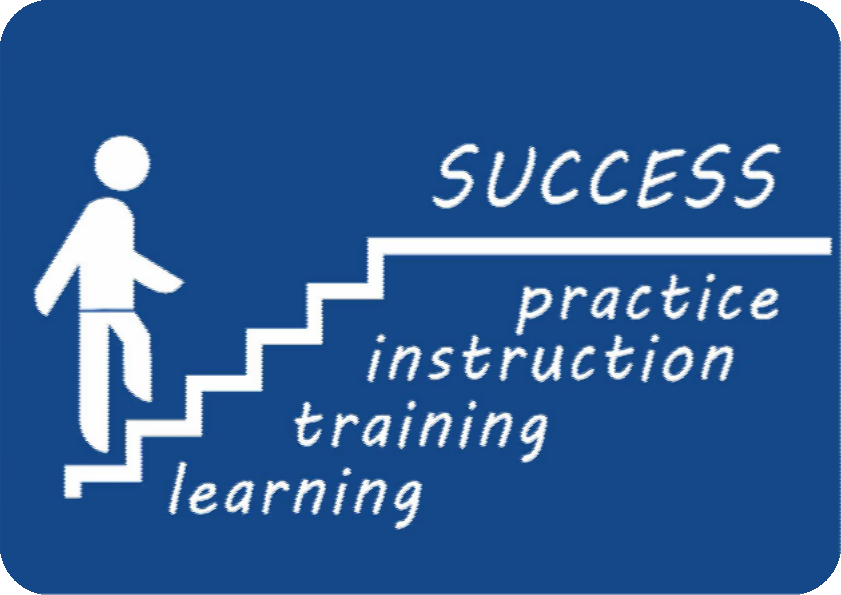 SUCCESS
practice
instruction
training
learning